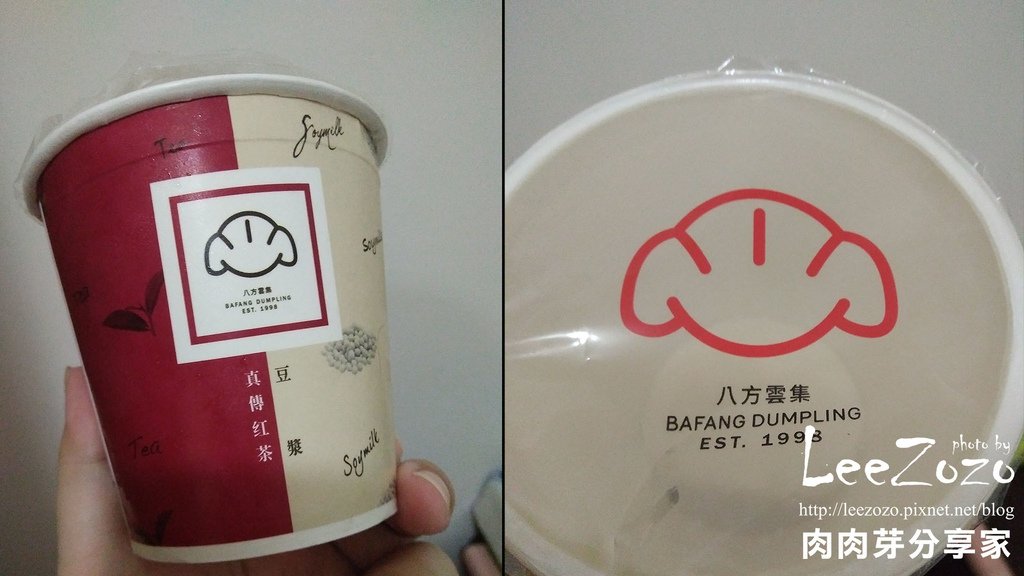 Tea
Soymilk
Soymilk
八方雲集
BAFANG DUMPLING
EST. 1998
豆漿
真傳红茶
Tea
Soymilk
八方雲集
BAFANG DUMPLING
EST. 1998
photo by
LeeZozo
http://leezozo.pixnet.net/blog
肉肉芽分享家